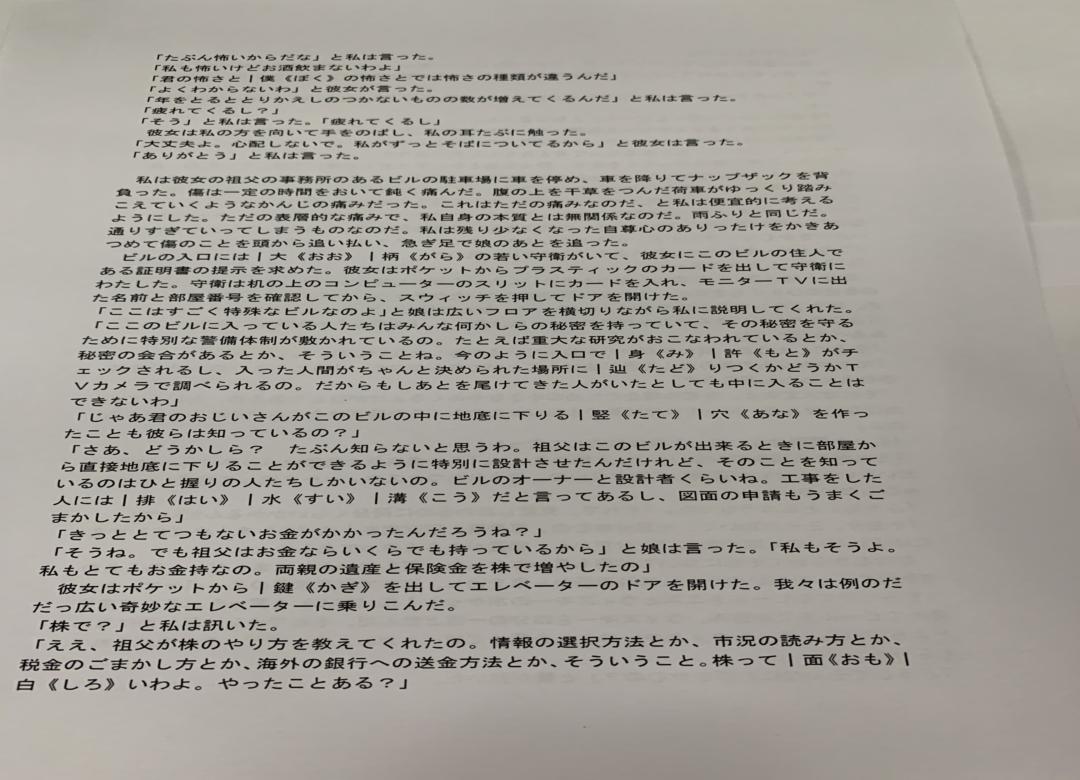 「たぶん怖いからだな」と私は言った。
「私も怖いけどお酒飲まないわよ」
「君の怖さと|僕《ぼく》の怖さとでは怖さの種類が違うんだ」
「よくわからないわ」と彼女が言った。
「年をとるととりかえしのつかないものの数が増えてくるんだ」と私は言った。
「疲れてくるし?」
「そう」と私は言った。「疲れてくるし」
彼女は私の方を向いて手をのばし、私の耳たぶに触った。
「大丈夫よ。心配しないで。私がずっとそばについてるから」と彼女は言った。
「ありがとう」と私は言った。
私は彼女の祖父の事務所のあるビルの駐車場に車を停め、車を降りてナップザックを背
負った。傷は一定の時間をおいて鈍く痛んだ。腹の上を干草をつんだ荷車がゆっくり踏み
こえていくようなかんじの痛みだった。これはただの痛みなのだ、と私は便宜的に考える
ようにした。ただの表層的な痛みで、私自身の本質とは無関係なのだ。雨ふりと同じだ。
通りすぎていってしまうものなのだ。私は残り少なくなった自尊心のありったけをかきあ
つめて傷のことを頭から追い払い、急ぎ足で娘のあとを追った。
ビルの入口には|大《おお》|柄《がら》の若い守衛がいて、彼女にこのビルの住人で
ある証明書の提示を求めた。彼女はポケットからプラスティックのカードを出して守衛に
わたした。守衛は机の上のコンピューターのスリットにカードを入れ、モニターTVに出
た名前と部屋番号を確認してから、スウィッチを押してドアを開けた。
「ここはすごく特殊なビルなのよ」と娘は広いフロアを横切りながら私に説明してくれた。
「ここのビルに入っている人たちはみんな何かしらの秘密を持っていて、その秘密を守る
ために特別な警備体制が敷かれているの。たとえば重大な研究がおこなわれているとか、
秘密の会合があるとか、そういうことね。今のように入口で|身《み》|許《もと》がチ
ェックされるし、入った人間がちゃんと決められた場所に|辿《たど》りつくかどうかT
Vカメラで調べられるの。だからもしあとを尾けてきた人がいたとしても中に入ることは
できないわ」
「じゃあ君のおじいさんがこのビルの中に地底に下りる|竪《たて》|穴《あな》を作っ
たことも彼らは知っているの?」
「さあ、どうかしら? たぶん知らないと思うわ。祖父はこのビルが出来るときに部屋か
ら直接地底に下りることができるように特別に設計させたんだけれど、そのことを知って
いるのはひと握りの人たちしかいないの。ビルのオーナーと設計者くらいね。工事をした
人には|排《はい》|水《すい》|溝《こう》だと言ってあるし、図面の申請もうまくご
まかしたから」
「きっととてつもないお金がかかったんだろうね?」
「そうね。でも祖父はお金ならいくらでも持っているから」と娘は言った。「私もそうよ。
私もとてもお金持なの。両親の遺産と保険金を株で増やしたの」
彼女はポケットから|鍵《かぎ》を出してエレベーターのドアを開けた。我々は例のだ
だっ広い奇妙なエレベーターに乗りこんだ。
「株で?」と私は訊いた。
「ええ、祖父が株のやり方を教えてくれたの。情報の選択方法とか、市況の読み方とか、
税金のごまかし方とか、海外の銀行への送金方法とか、そういうこと。株って|面《おも》|
白《しろ》いわよ。やったことある?」